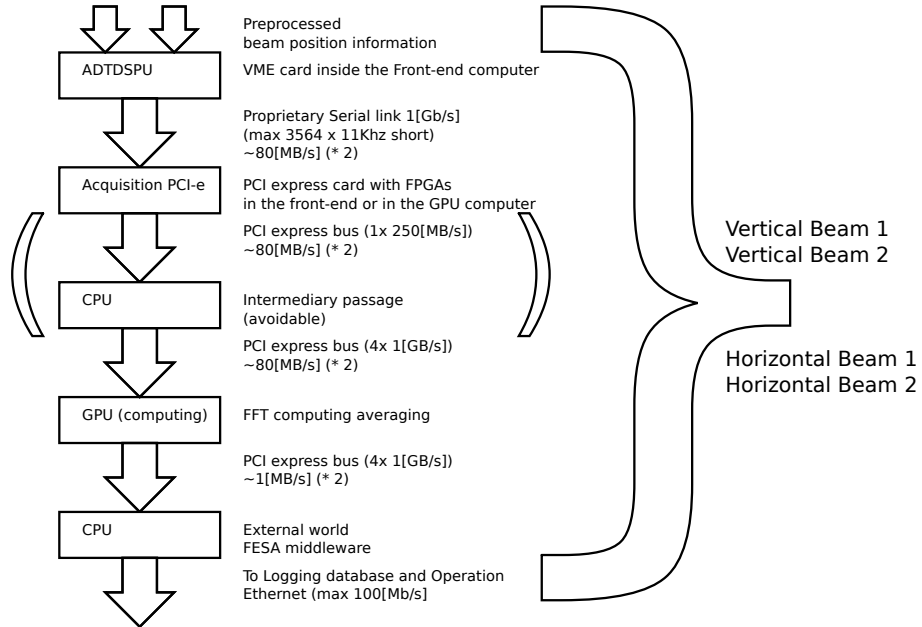 Preprocessed
beam position information
ADTDSPU
VME card inside the Front-end computer
Proprietary Serial link 1[Gb/s]
(max 3564 x 11Khz short)
~80[MB/s] (* 2)
Acquisition PCI-e
PCI express card with FPGAs
in the front-end or in the GPU computer
PCI express bus (1x 250[MB/s])
~80[MB/s] (* 2)
CPU
Intermediary passage
(avoidable)
PCI express bus (4x 1[GB/s])
~80[MB/s] (* 2)
GPU (computing)
FFT computing averaging
PCI express bus (4x 1[GB/s])
~1[MB/s] (* 2)
CPU
External world
FESA middleware
To Logging database and Operation
Ethernet (max 100[Mb/s]
Vertical Beam 1
Vertical Beam 2
Horizontal Beam 1
Horizontal Beam 2